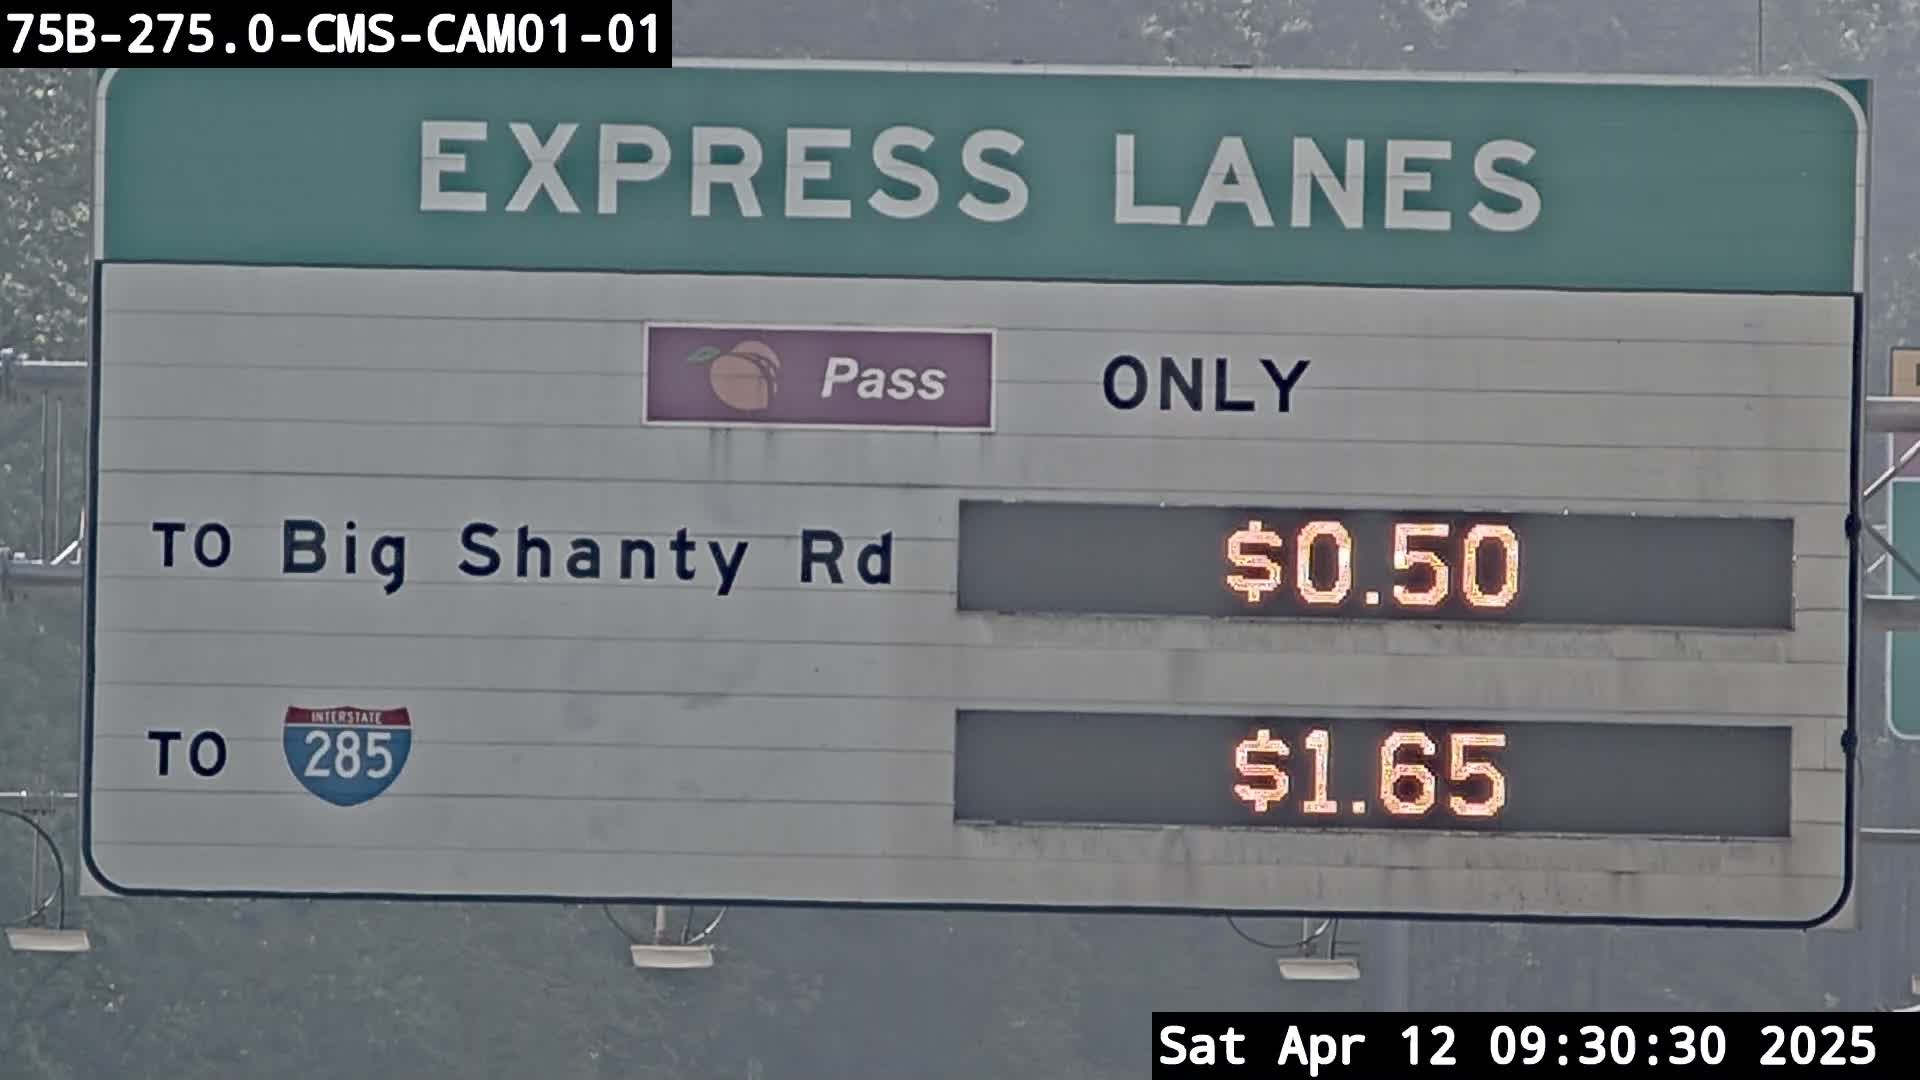 75B-275.0-CMS-CAM01-01
EXPRESS LANES
Pass ONLY
TO Big Shanty Rd $0.50
TO INTERSTATE 285 $1.65
Sat Apr 12 09:30:30 2025